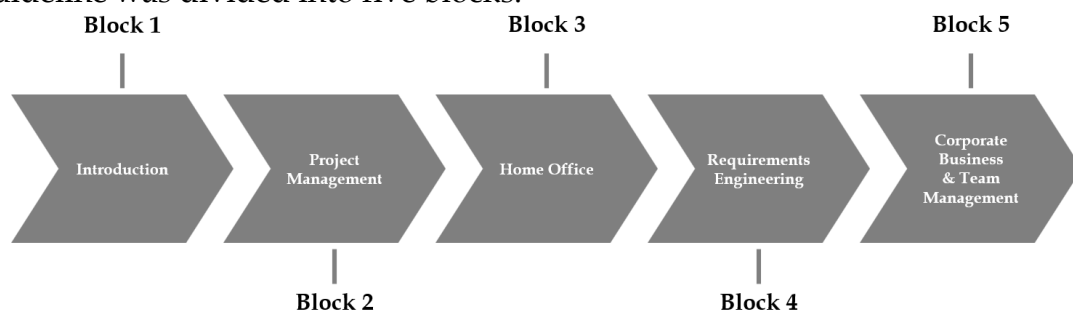 guideline was divided into five blocks.
Block 1
Block 3
Block 5
Introduction
Project
Management
Home Office
Requirements
Engineering
Corporate
Business
& Team
Management
Block 2
Block 4